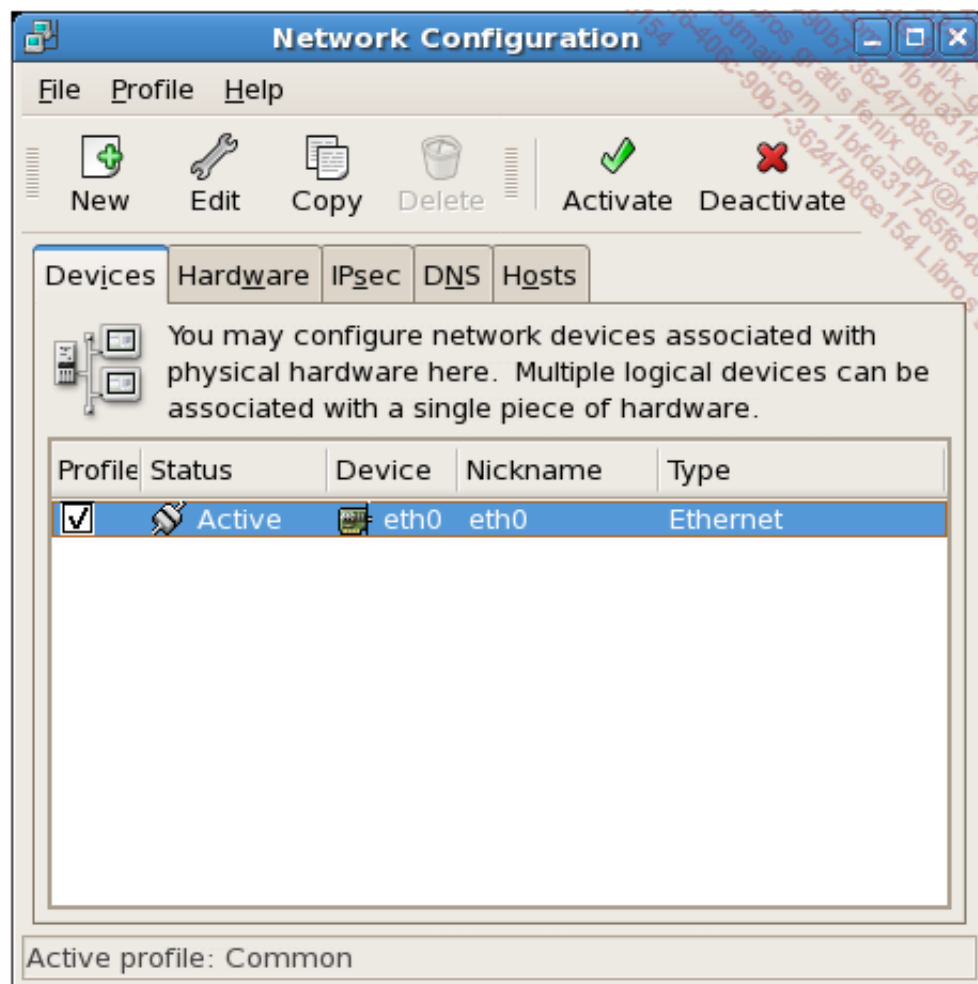 Network Configuration
File Profile Help
New Edit Copy Delete Activate Deactivate
Devices Hardware IPsec DNS Hosts
You may configure network devices associated with
physical hardware here. Multiple logical devices can be
associated with a single piece of hardware.
Profile Status Device Nickname Type
Active eth0 eth0 Ethernet
Active profile: Common